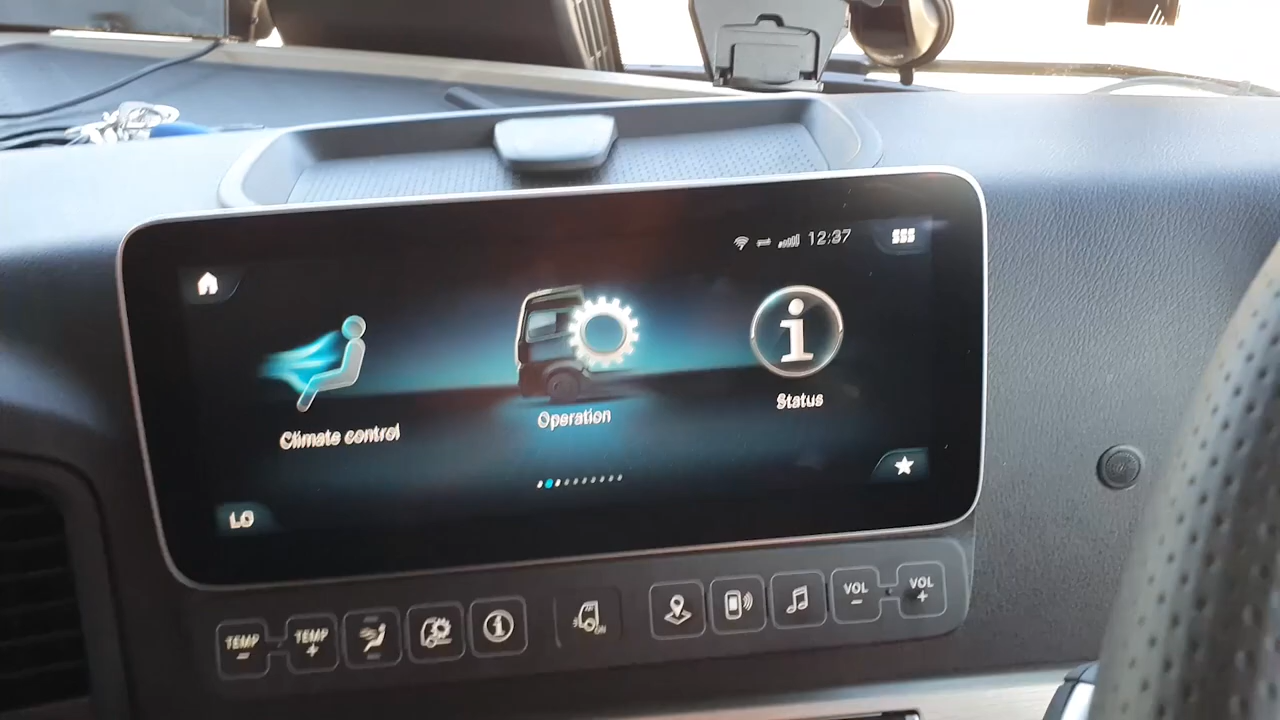 12:37
Climate control
Operation
Status
LO
TEMP
–
TEMP
+
VOL
–
VOL
+